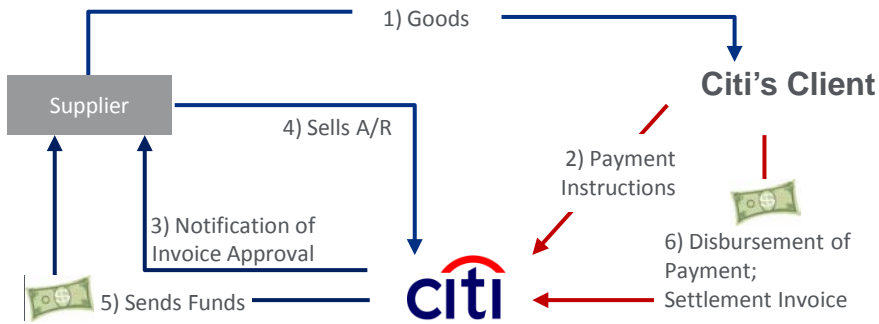 1) Goods
Supplier
Citi’s Client
4) Sells A/R
2) Payment
Instructions
3) Notification of
Invoice Approval
6) Disbursement of
Payment;
Settlement Invoice
5) Sends Funds
citi